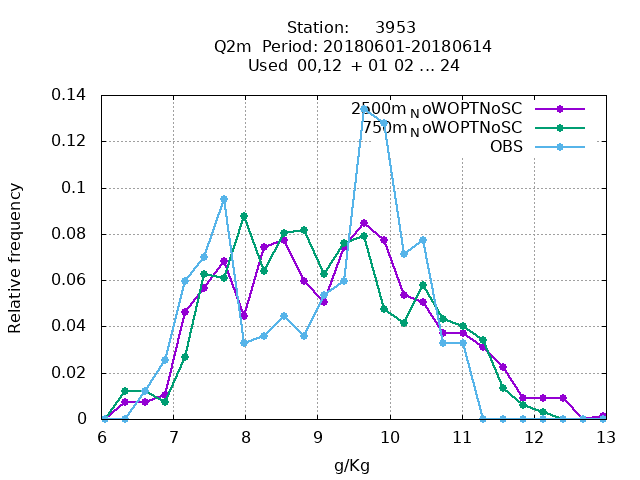 Station:     3953
Q2m  Period: 20180601-20180614
Used  00,12  + 01 02 ... 24
2500m_NoWOPTNoSC
750m_NoWOPTNoSC
OBS
Relative frequency
0.14
0.12
0.1
0.08
0.06
0.04
0.02
0
6 7 8 9 10 11 12 13
g/Kg